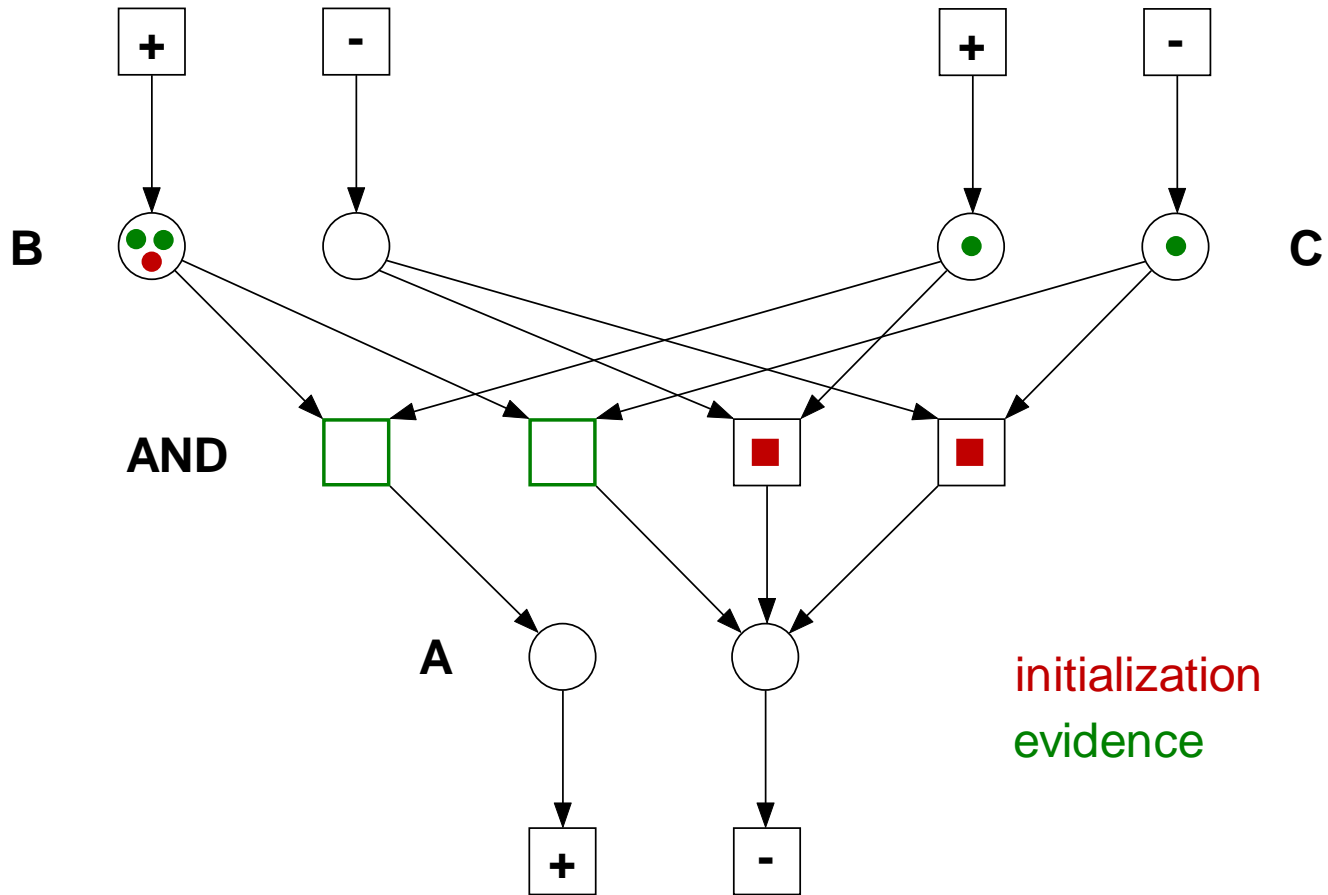 + - + -
B C
AND
A
initialization
evidence
+ -